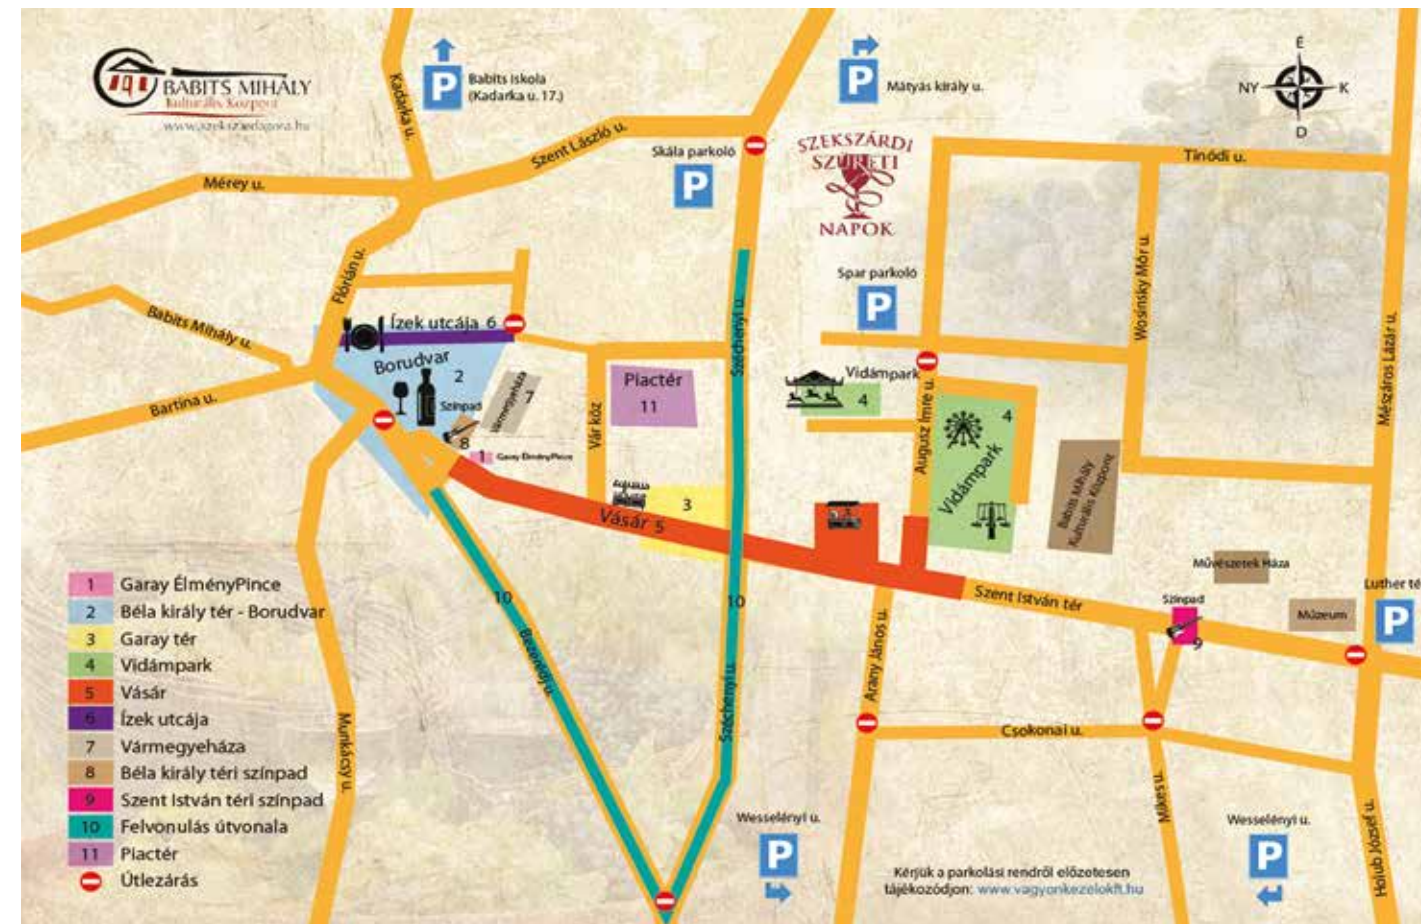 BABITS MIHÁLY
Kulturális Központ
www.szekszardagora.hu
Kadarka u.
P
Babits Iskola
(Kadarka u. 17.)
P
Mátyás király u.
É
NY
K
D
Szent László u.
Skála parkoló
P
SZEKSZÁRDI
SZÜRETI
NAPOK
Tinódi u.
Mérey u.
Flórián u.
Spar parkoló
P
Wosinsky Mór u.
Mészáros Lázár u.
Babits Mihály u.
Ízek utcája 6
Széchenyi u.
Borudvar
2
Színpad
8
Vármegyeháza
7
Piactér
11
Vidámpark
4
4
Vidámpark
Augusz Imre u.
Bartina u.
Vár köz
1
Garay ÉlményPince
Babits Mihály
Kulturális Központ
3
Vásár 5
Művészetek Háza
Szent István tér
Színpad
9
Múzeum
Luther té
P
10
Bezerédj u.
10
Széchenyi u.
Arany János u.
Csokonai u.
Munkácsy u.
Mikes u.
Holub József u.
1 Garay ÉlményPince
2 Béla király tér - Borudvar
3 Garay tér
4 Vidámpark
5 Vásár
6 Ízek utcája
7 Vármegyeháza
8 Béla király téri színpad
9 Szent István téri színpad
10 Felvonulás útvonala
11 Piactér
Útlezárás
Wesselényi u.
P
Wesselényi u.
P
Kérjük a parkolási rendről előzetesen
tájékozódjon: www.vagyonkezelokft.hu